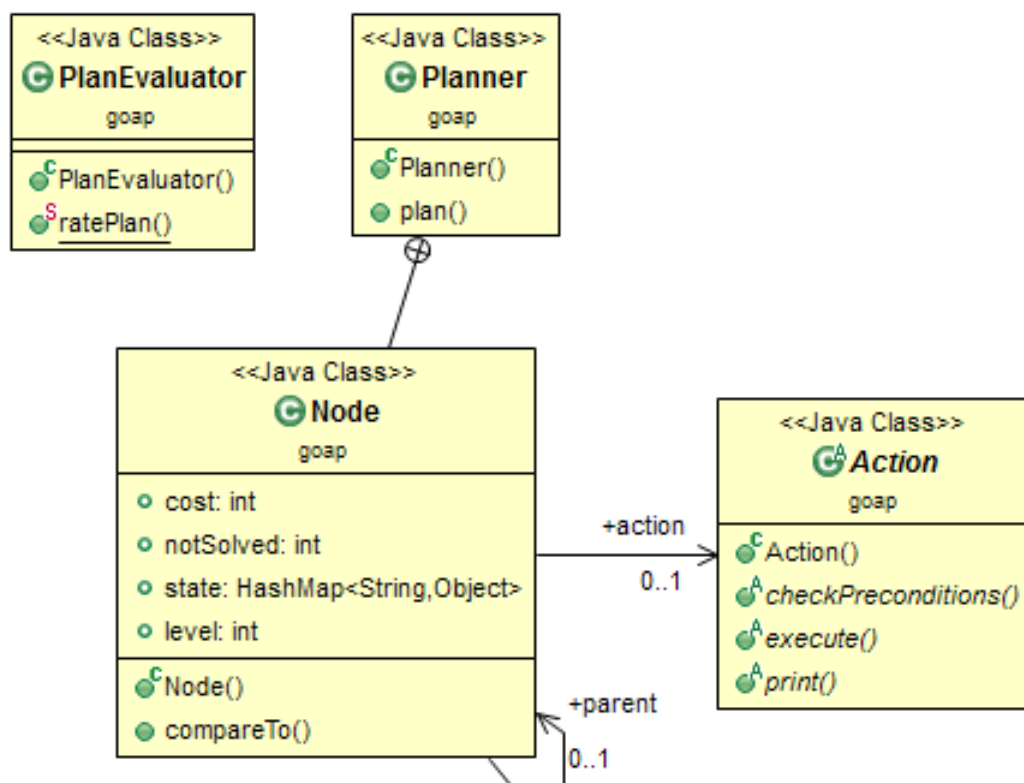 <<Java Class>>
PlanEvaluator
goap
PlanEvaluator()
ratePlan()
<<Java Class>>
Planner
goap
Planner()
plan()
<<Java Class>>
Node
goap
cost: int
notSolved: int
state: HashMap<String,Object>
level: int
Node()
compareTo()
+action
0..1
<<Java Class>>
Action
goap
Action()
checkPreconditions()
execute()
print()
+parent
0..1